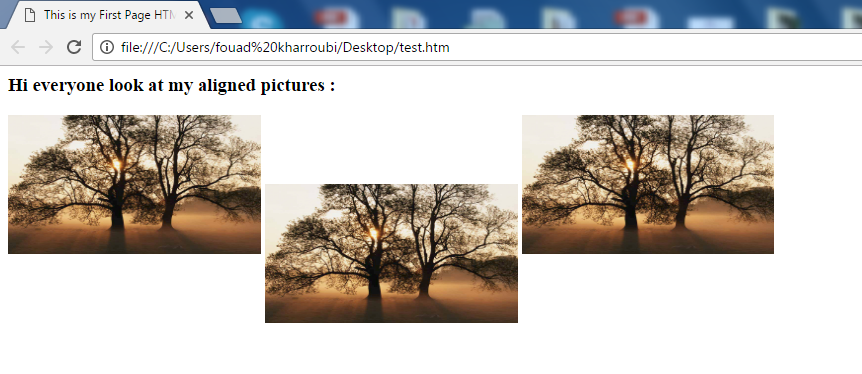 This is my First Page HTM
file:///C:/Users/fouad%20kharroubi/Desktop/test.htm
Hi everyone look at my aligned pictures :